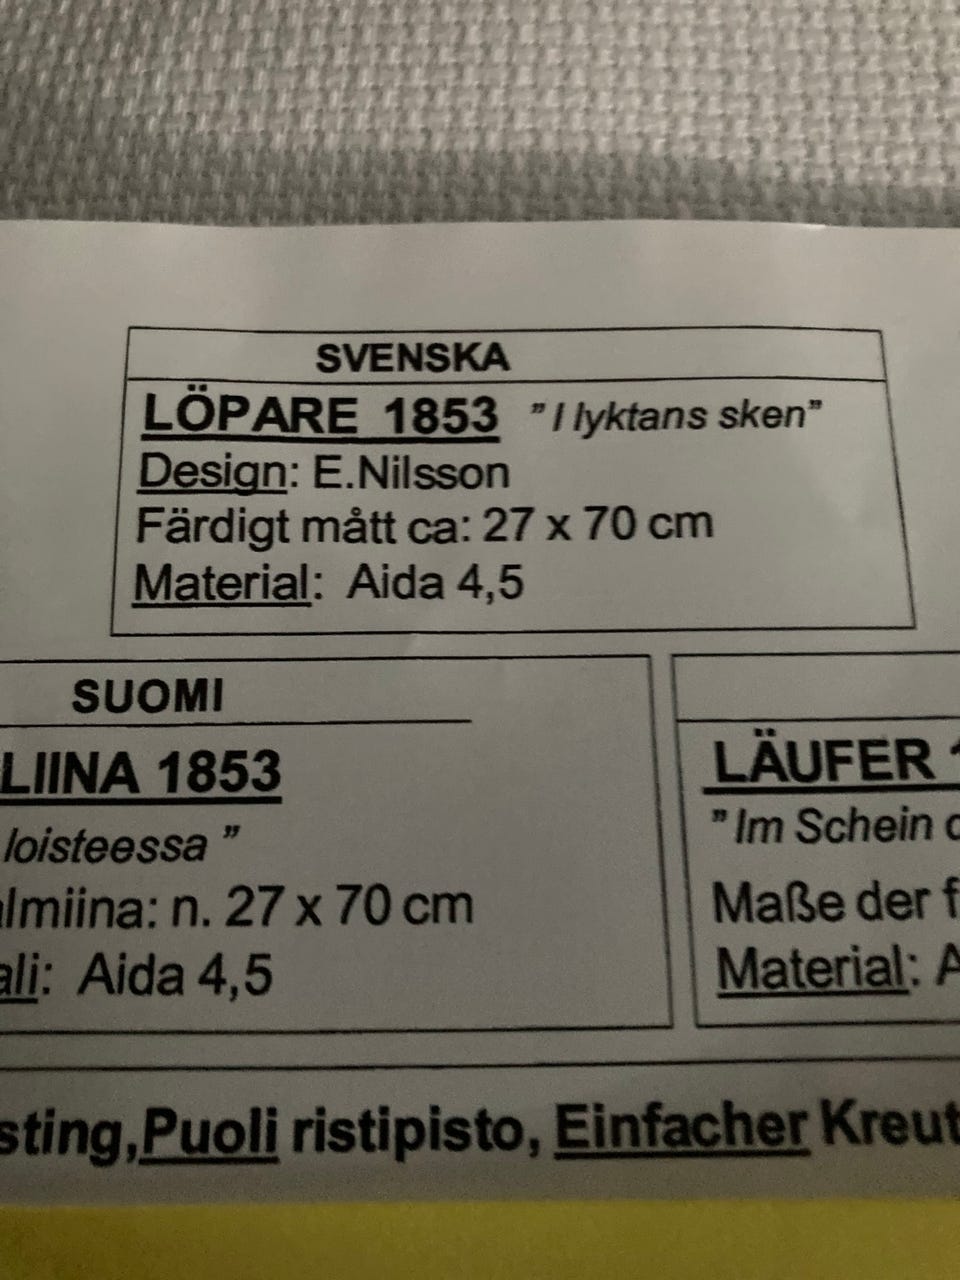 SVENSKA
LÖPARE 1853 ” I lyktans sken”
Design: E.Nilsson
Färdigt mått ca: 27 x 70 cm
Material: Aida 4,5
SUOMI
LIINA 1853
loisteessa ”
almiina: n. 27 x 70 cm
ali: Aida 4,5
LÄUFER
” Im Schein
Maße der f
Material: A
sting, Puoli ristipisto, Einfacher Kreut